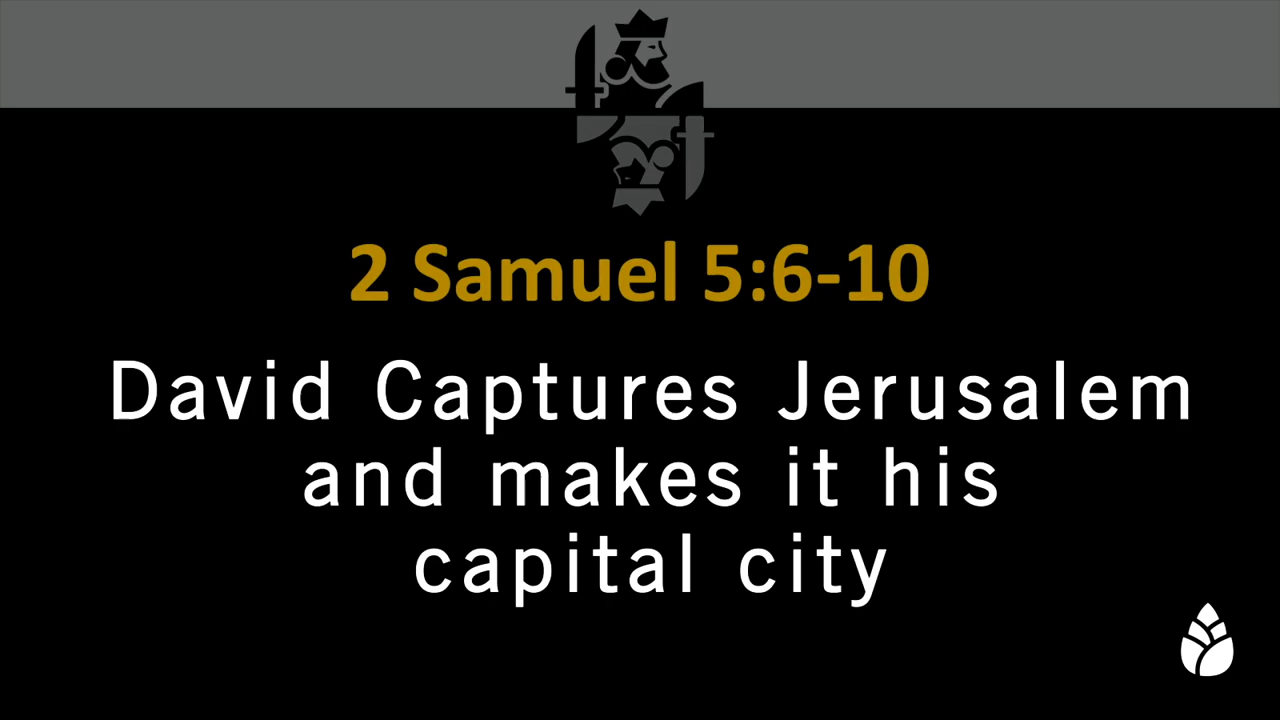 2 Samuel 5:6-10
David Captures Jerusalem
and makes it his
capital city